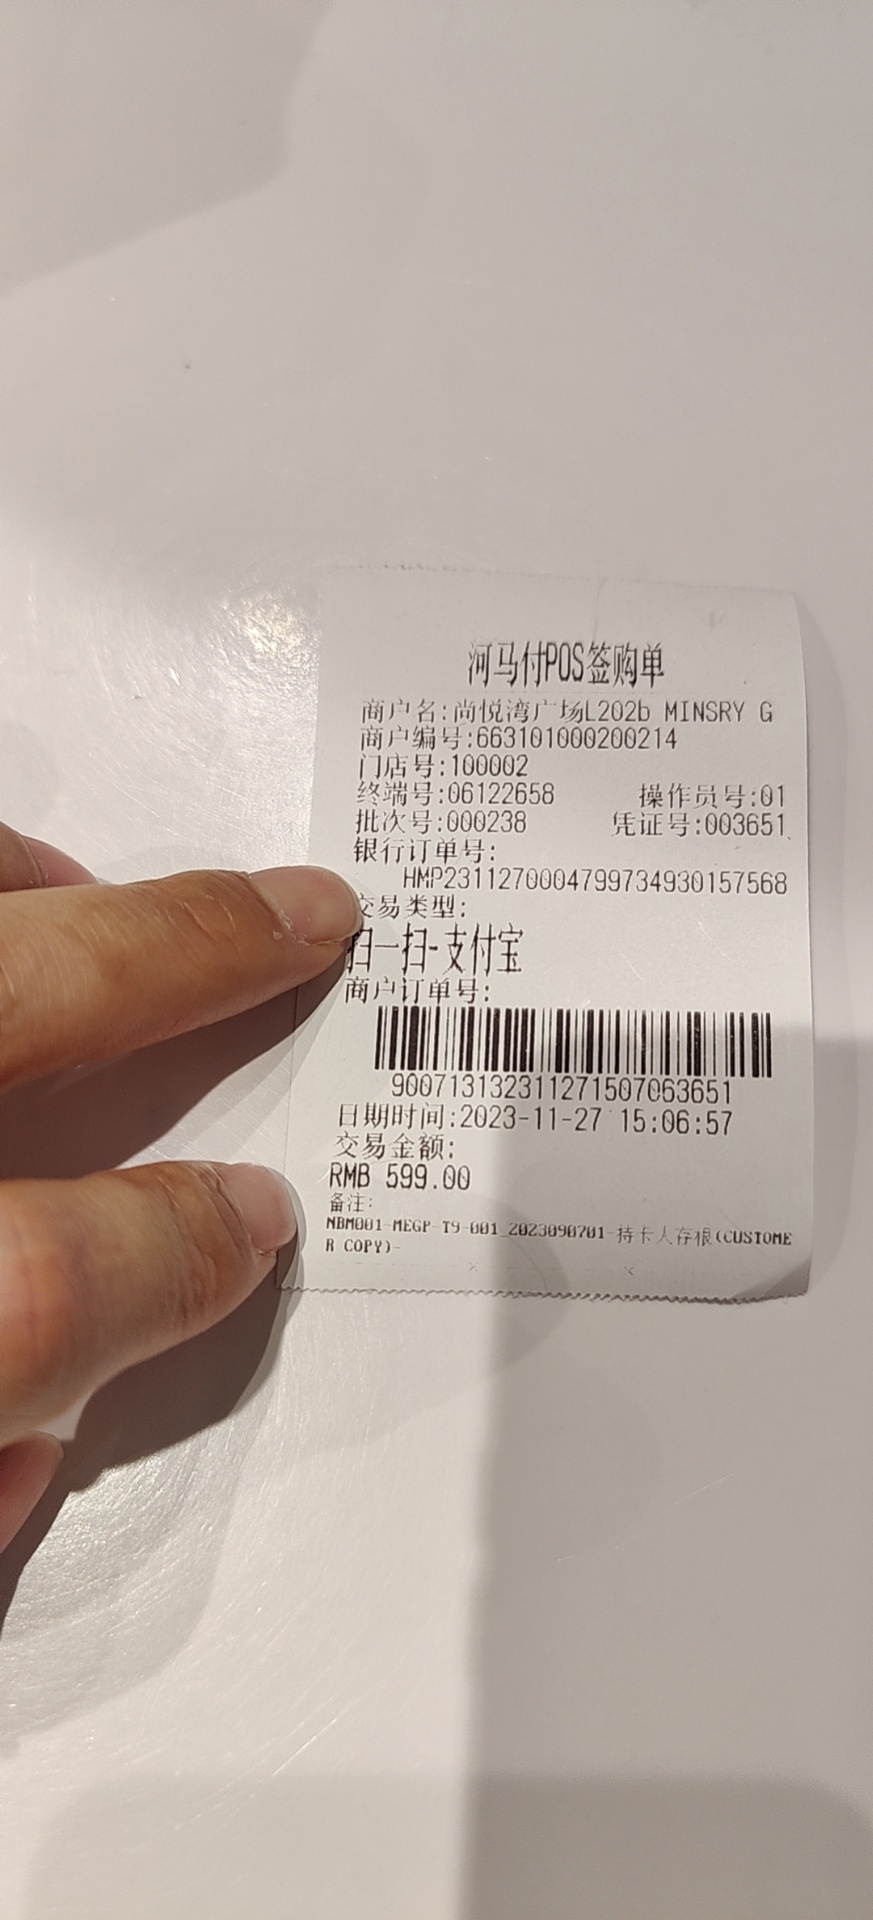 河马付POS签购单
商户名:尚悦湾广场L202b MINSRY G
商户编号:663101000200214
门店号:100002
终端号:06122658 操作员号:01
批次号:000238 凭证号:003651
银行订单号:
HMP2311270004799734930157568
交易类型:
扫一扫-支付宝
商户订单号:
900713132311271507063651
日期时间:2023-11-27 15:06:57
交易金额:
RMB 599.00
备注:
NBM001-MEGP-T9-001_2023090701-持卡人存根(CUSTOME
R COPY)-